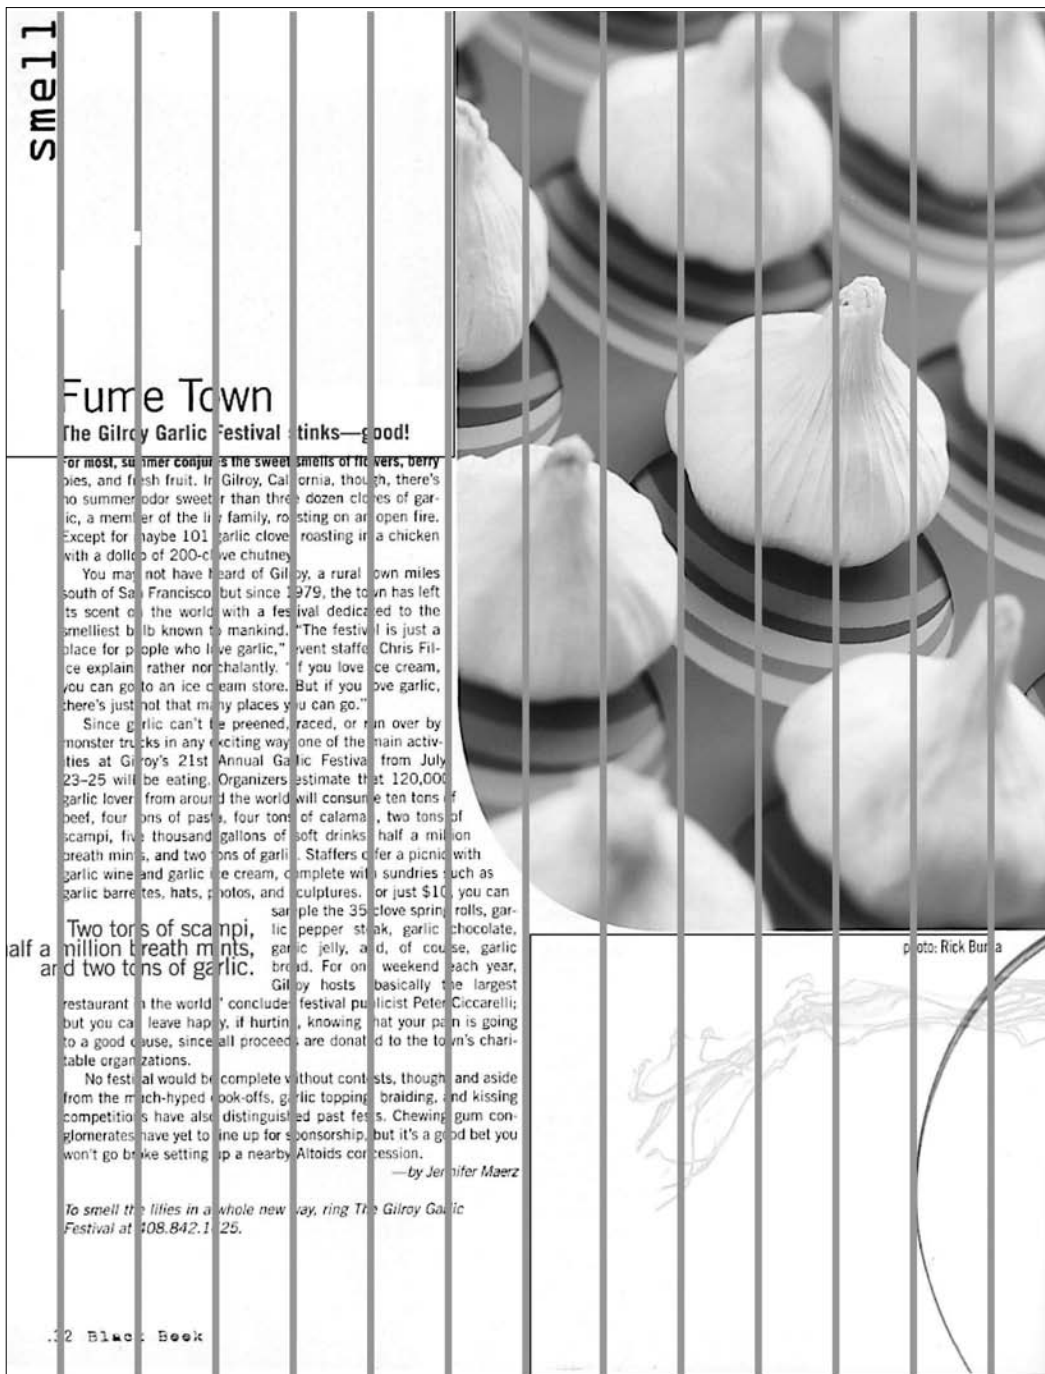 smell
Fume Town
The Gilroy Garlic Festival stinks—good!
For most, summer conjures the sweet smells of flowers, berry
pies, and fresh fruit. In Gilroy, California, though, there's
no summer odor sweeter than three dozen cloves of gar-
lic, a member of the lily family, roasting on an open fire.
Except for maybe 101 garlic cloves roasting in a chicken
with a dollop of 200-clove chutney.
You may not have heard of Gilroy, a rural town miles
south of San Francisco, but since 1979, the town has left
its scent on the world with a festival dedicated to the
smelliest bulb known to mankind. "The festival is just a
place for people who love garlic," event staffer Chris Fil-
ice explains rather nonchalantly. "If you love ice cream,
you can go to an ice cream store. But if you love garlic,
there's just not that many places you can go."
Since garlic can't be preened, raced, or run over by
monster trucks in any exciting way, one of the main activ-
ities at Gilroy's 21st Annual Garlic Festival from July
23–25 will be eating. Organizers estimate that 120,000
garlic lovers from around the world will consume ten tons of
beef, four tons of pasta, four tons of calamari, two tons of
scampi, five thousand gallons of soft drinks, half a million
breath mints, and two tons of garlic. Staffers offer a picnic with
garlic wine and garlic ice cream, complete with sundries such as
garlic barrettes, hats, photos, and sculptures. For just $10, you can
sample the 35-clove spring rolls, gar-
lic pepper steak, garlic chocolate,
garlic jelly, and, of course, garlic
bread. For one weekend each year,
Gilroy hosts "basically the largest
restaurant in the world," concludes festival publicist Peter Ciccarelli;
but you can leave happy, if hurting, knowing that your pain is going
to a good cause, since all proceeds are donated to the town's chari-
table organizations.
No festival would be complete without contests, though, and aside
from the much-hyped cook-offs, garlic topping, braiding, and kissing
competitions have also distinguished past fests. Chewing gum con-
glomerates have yet to line up for sponsorship, but it's a good bet you
won't go broke setting up a nearby Altoids concession.
—by Jennifer Maerz
To smell the lilies in a whole new way, ring The Gilroy Garlic
Festival at
Two tons of scampi,
half a million breath mints,
and two tons of garlic.
photo: Rick
Black Book